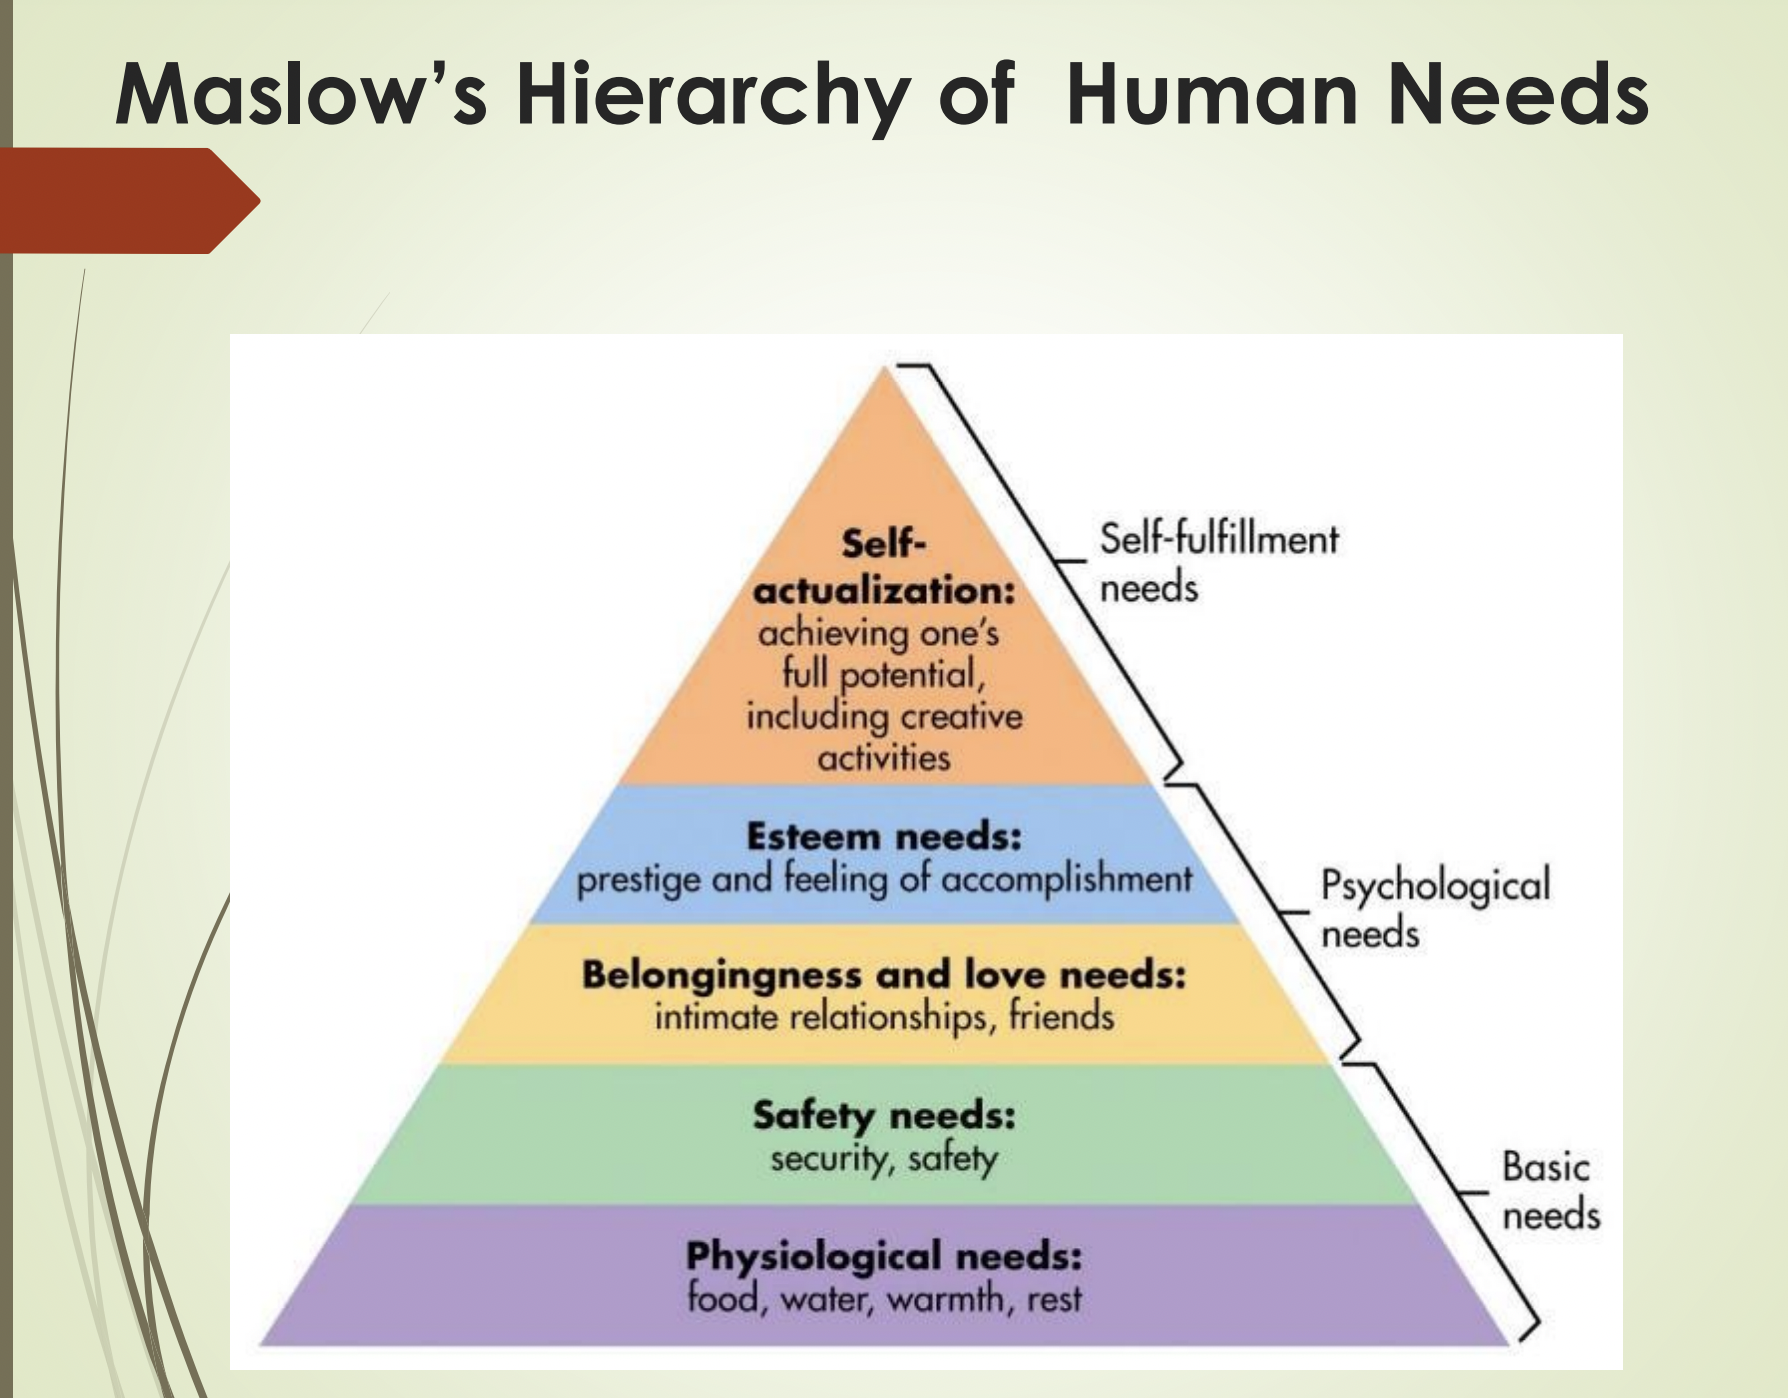 Maslow’s Hierarchy of  Human Needs
Self-
actualization:
achieving one’s
full potential,
including creative
activities
Self-fulfillment
needs
Esteem needs:
prestige and feeling of accomplishment
Belongingness and love needs:
intimate relationships, friends
Psychological
needs
Safety needs:
security, safety
Physiological needs:
food, water, warmth, rest
Basic
needs